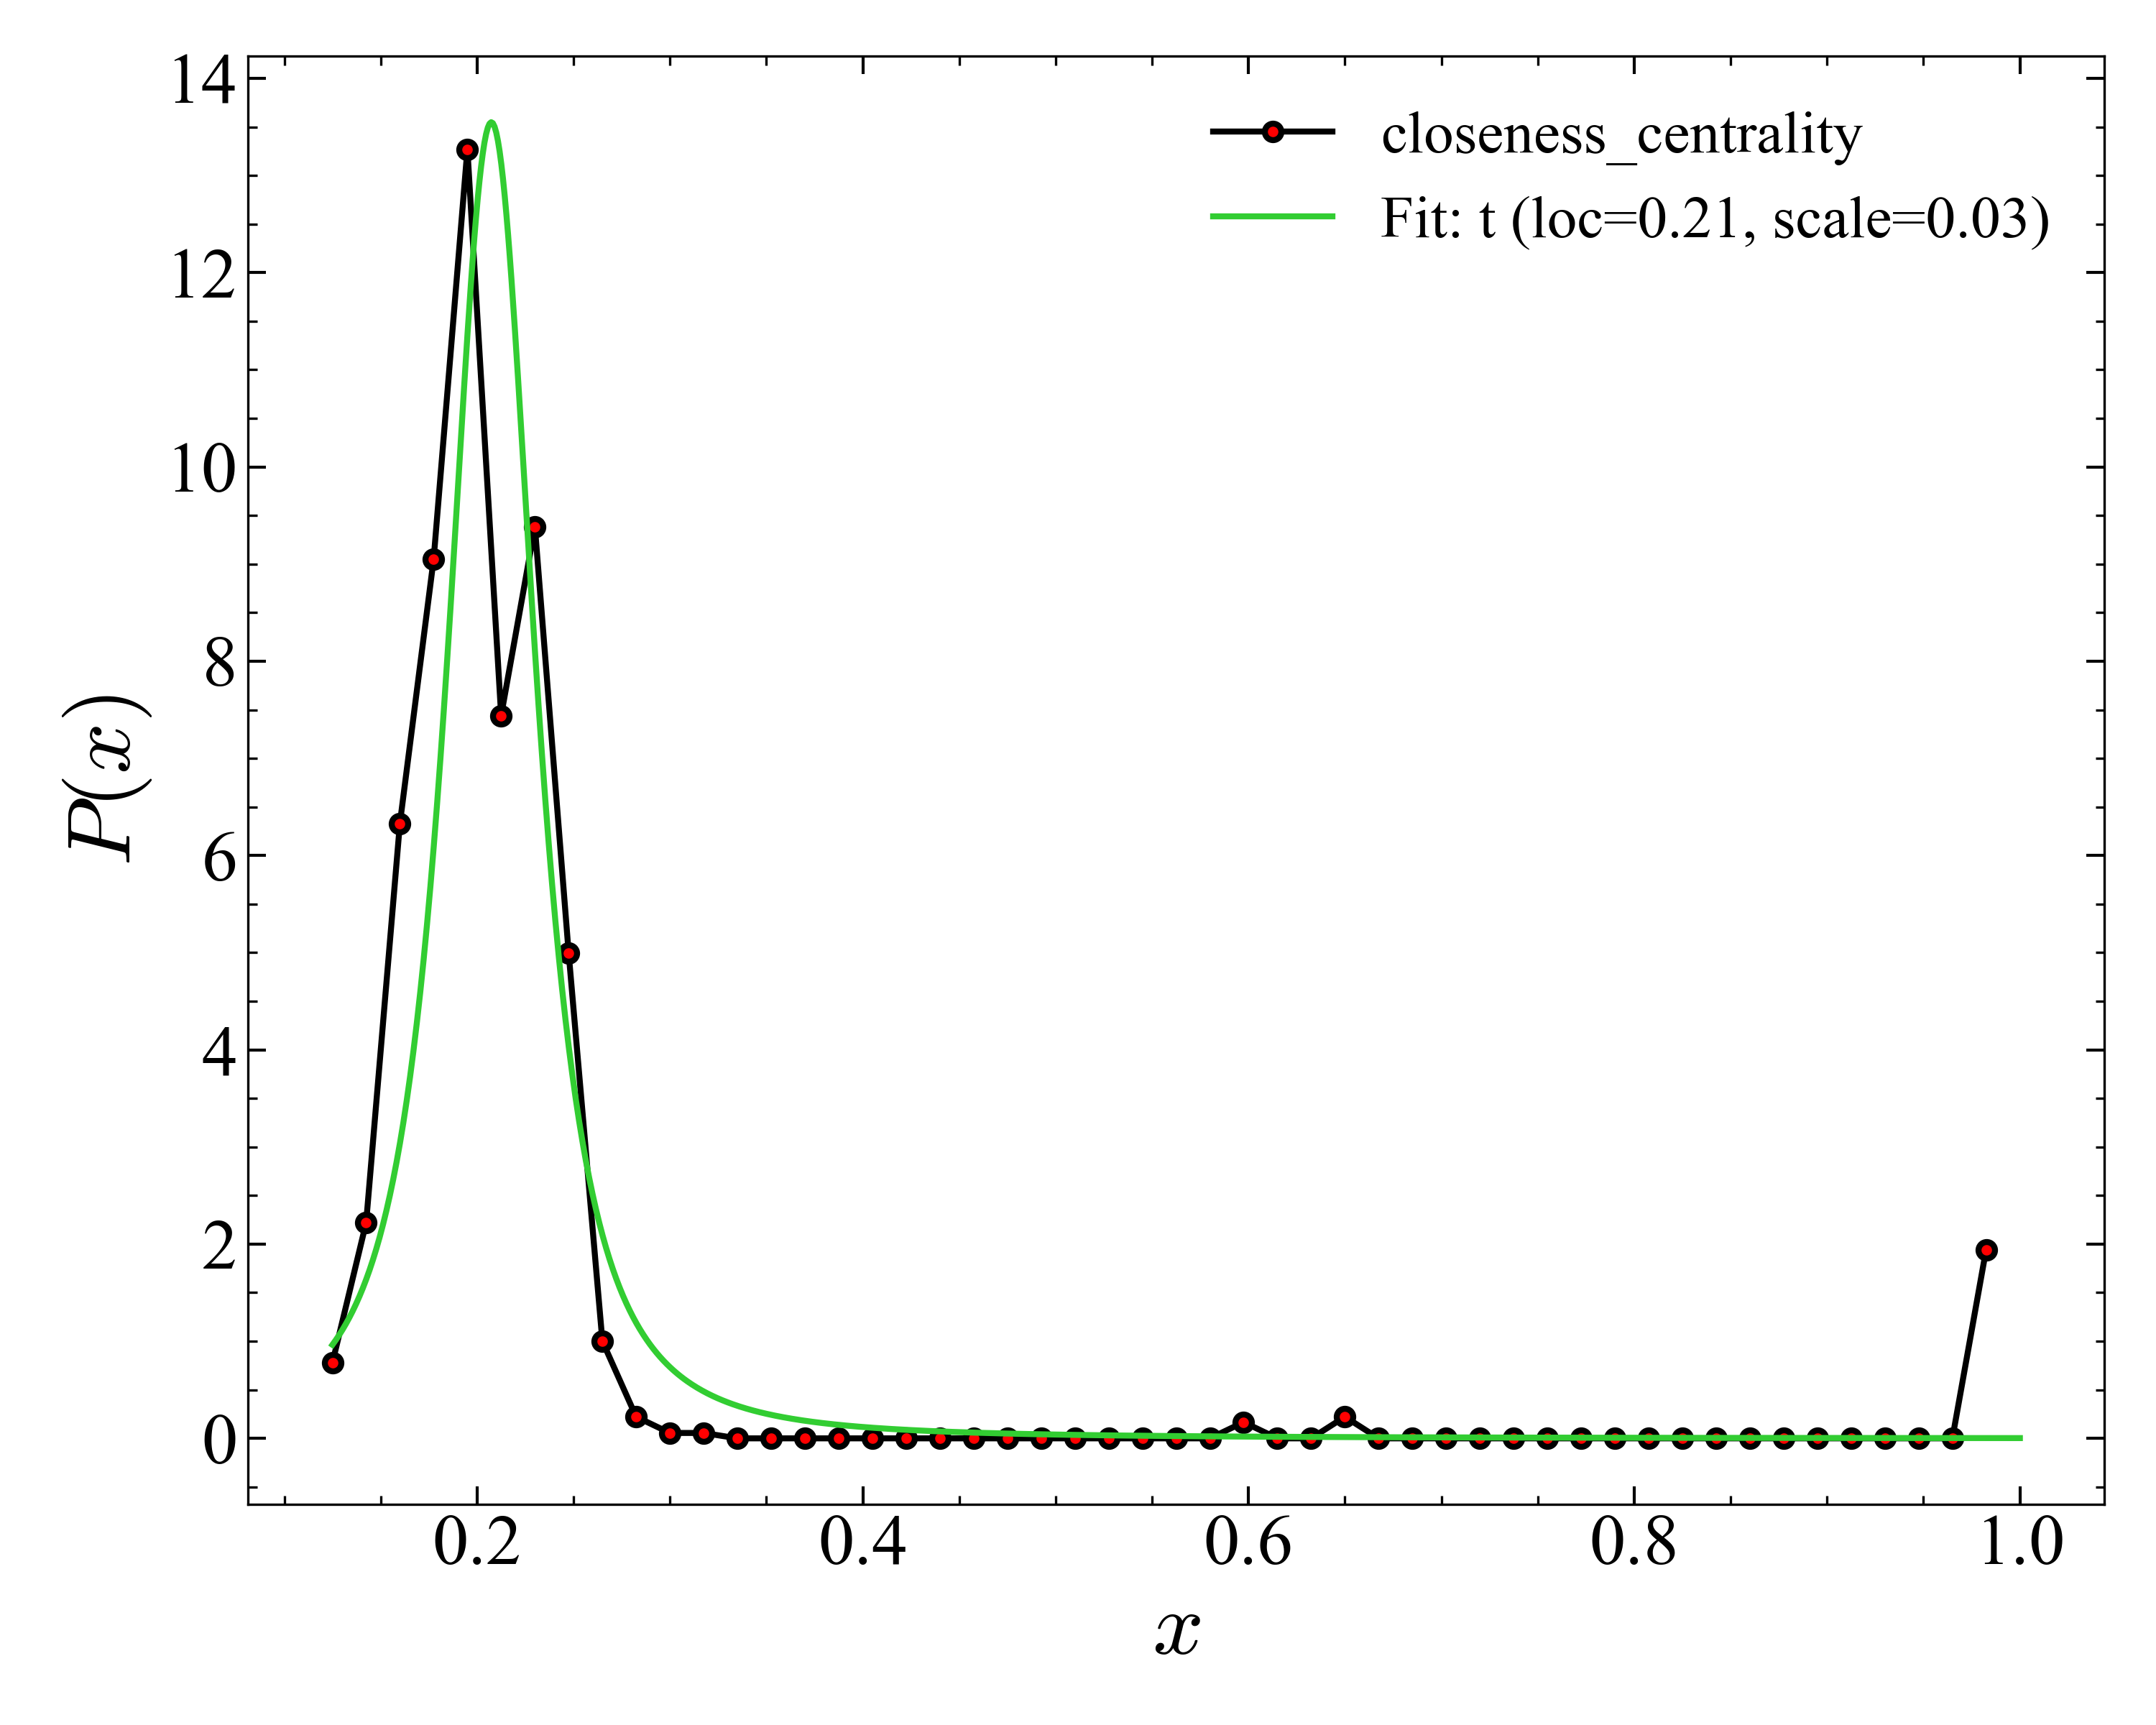 closeness_centrality
Fit: t (loc=0.21, scale=0.03)
14
12
10
8
6
4
2
0
P(x)
0.2 0.4 0.6 0.8 1.0
x